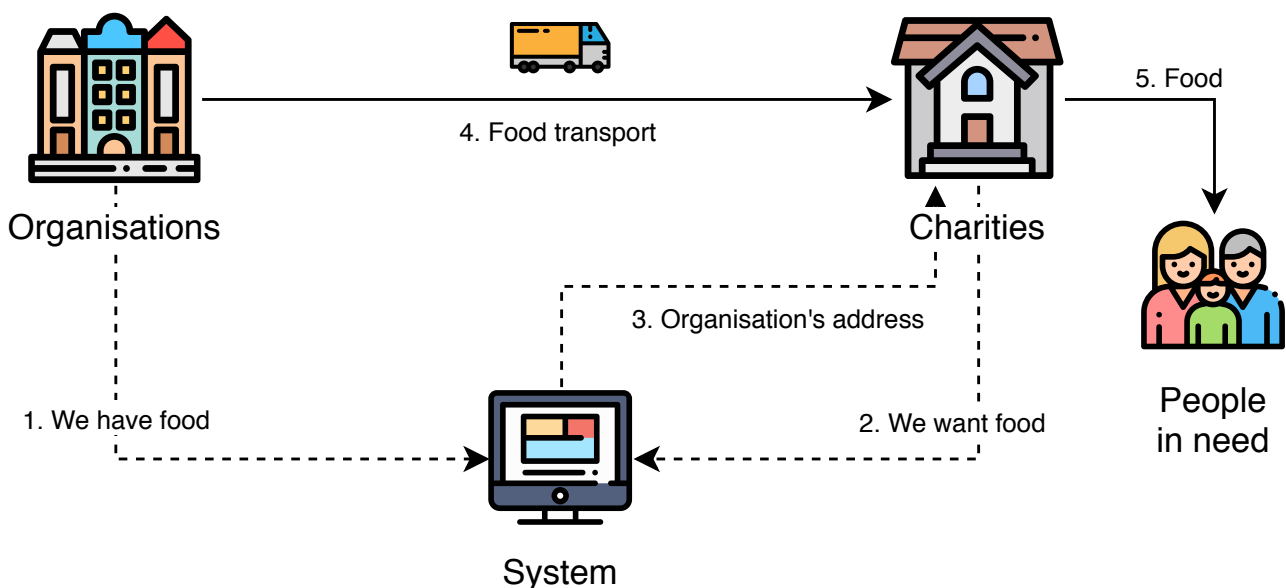 5. Food
4. Food transport
Organisations
Charities
3. Organisation's address
1. We have food
2. We want food
People
in need
System